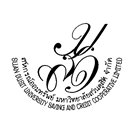 สหกรณ์ออมทรัพย์ มหาวิทยาลัยสวนดุสิต จำกัด
SUAN DUSIT UNIVERSITY SAVING AND CREDIT COOPERATIVE LIMITED